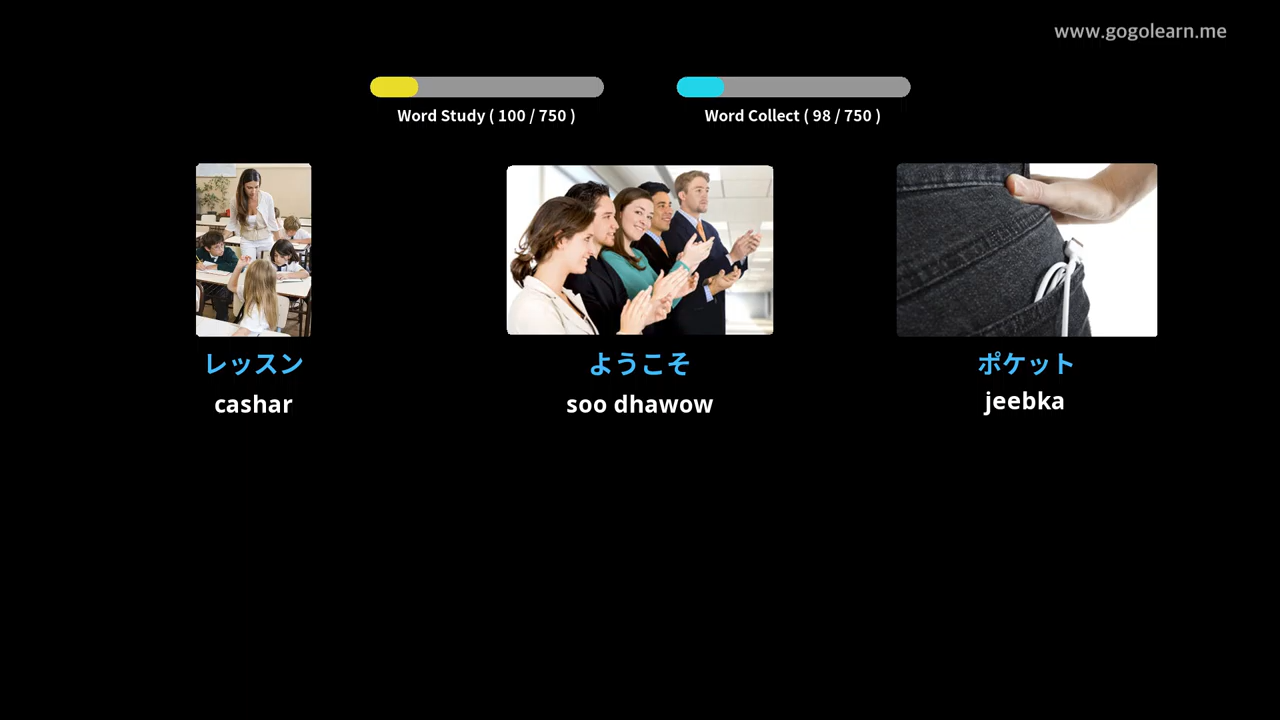 www.gogolearn.me
Word Study ( 100 / 750 )
Word Collect ( 98 / 750 )
レッスン
ようこそ
ポケット
cashar
soo dhawow
jeebka